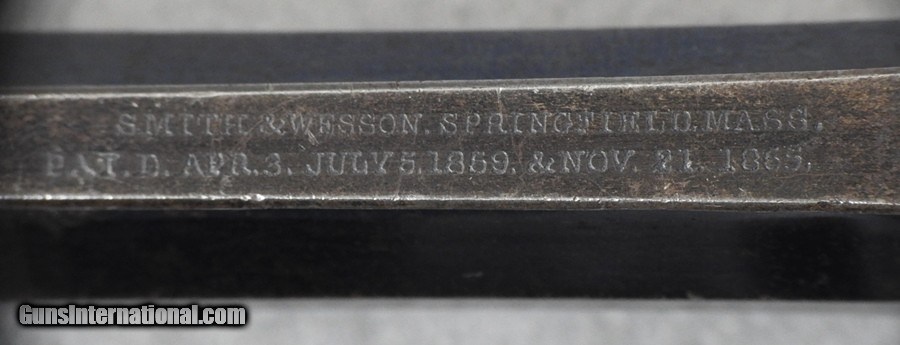 SMITH & WESSON. SPRINGFIELD. MASS.
PAT.D. APR.3. JULY 5.1859. & NOV. 21. 1865.
GunsInternational.com